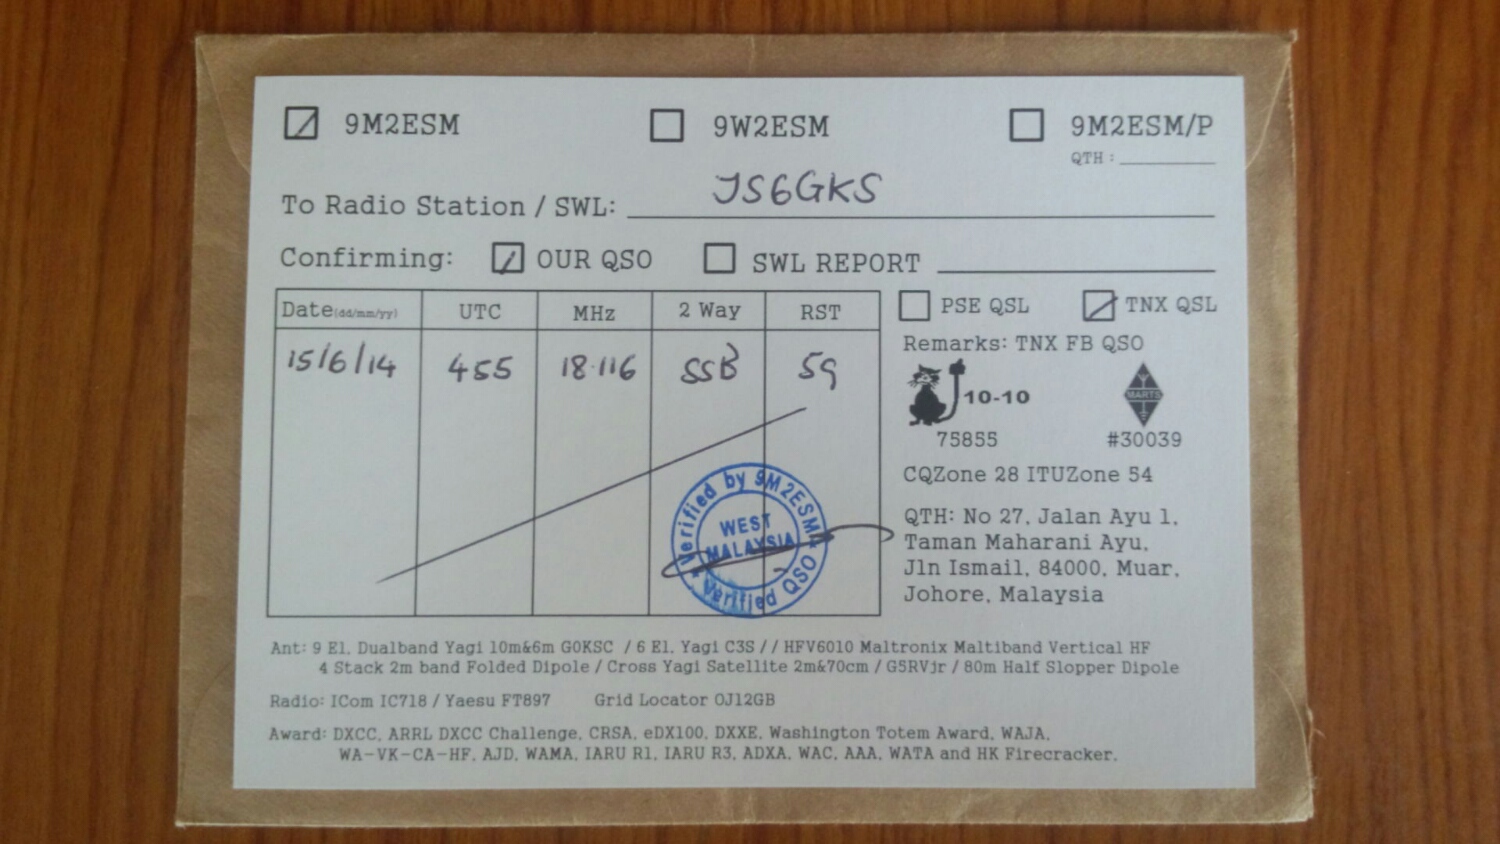 9M2ESM 9W2ESM 9M2ESM/P
QTH :
To Radio Station / SWL: JS6GKS
Confirming: OUR QSO SWL REPORT
Date(dd/mm/yy) UTC MHz 2 Way RST
15/6/14 455 18.116 SSB 59
Verified by 9M2ESM
WEST
MALAYSIA
Verified QSO
PSE QSL TNX QSL
Remarks: TNX FB QSO
10-10 MARTS
75855 #30039
CQZone 28 ITUZone 54
QTH: No 27, Jalan Ayu 1,
Taman Maharani Ayu,
Jln Ismail, 84000, Muar,
Johore, Malaysia
Ant: 9 El, Dualband Yagi 10m&6m G0KSC / 6 El, Yagi C3S // HFV6010 Maltronix Maltiband Vertical HF
4 Stack 2m band Folded Dipole / Cross Yagi Satellite 2m&70cm / G5RVjr / 80m Half Slopper Dipole
Radio: ICom IC718 / Yaesu FT897 Grid Locator OJ12GB
Award: DXCC, ARRL DXCC Challenge, CRSA, eDX100, DXXE, Washington Totem Award, WAJA,
WA-VK-CA-HF, AJD, WAMA, IARU R1, IARU R3, ADXA, WAC, AAA, WATA and HK Firecracker.